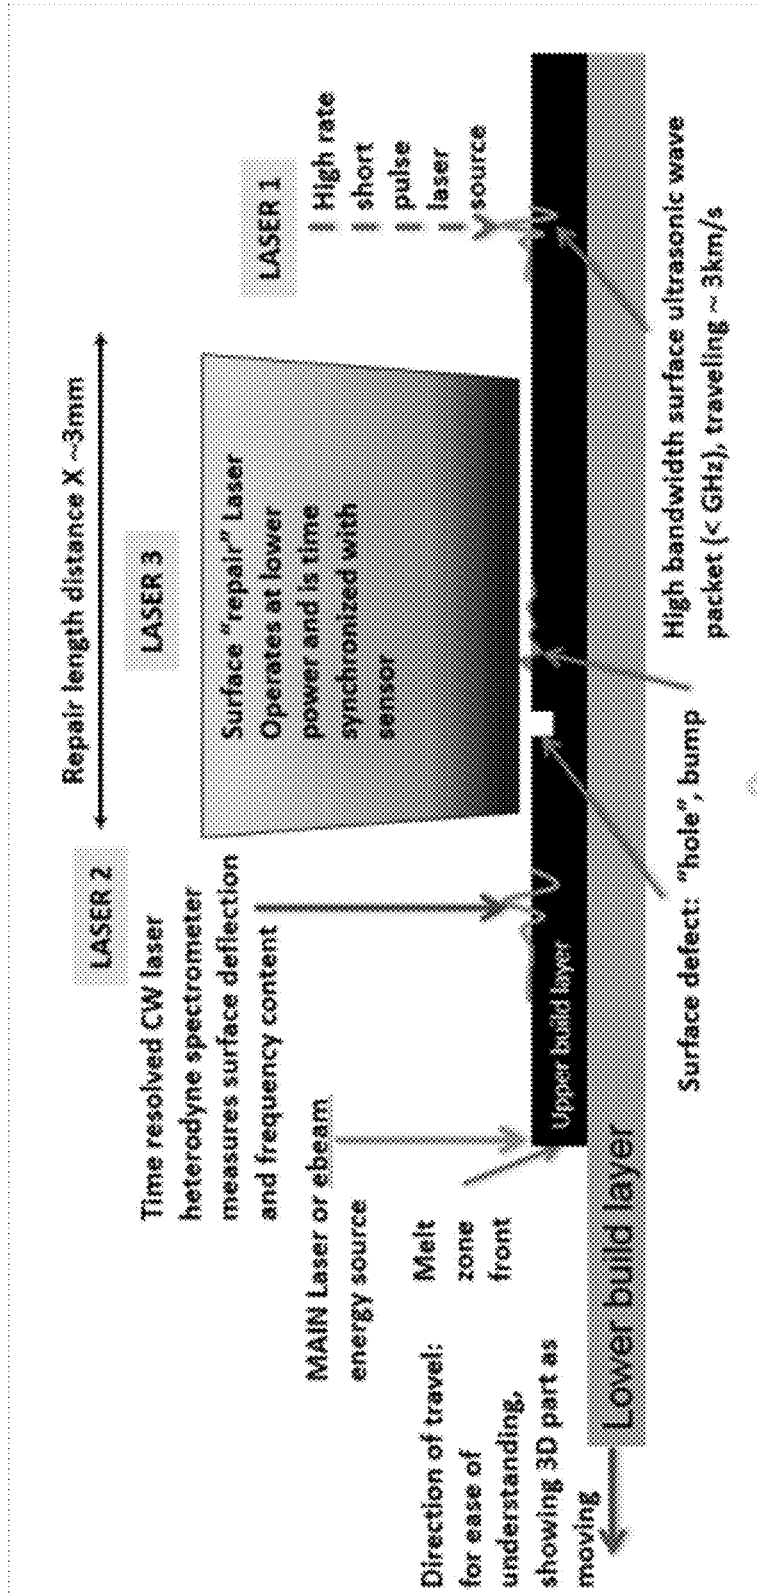 Repair length distance X ~3mm
LASER 2
LASER 3
LASER 1
Time resolved CW laser
heterodyne spectrometer
measures surface deflection
and frequency content
Surface “repair” Laser
Operates at lower
power and is time
synchronized with
sensor
High rate
short
pulse
laser
source
MAIN Laser or ebeam
energy source
Melt
zone
front
Direction of travel:
for ease of
understanding,
showing 3D part as
moving
Upper build layer
Lower build layer
Surface defect: “hole”, bump
High bandwidth surface ultrasonic wave
packet (< GHz), traveling ~ 3km/s